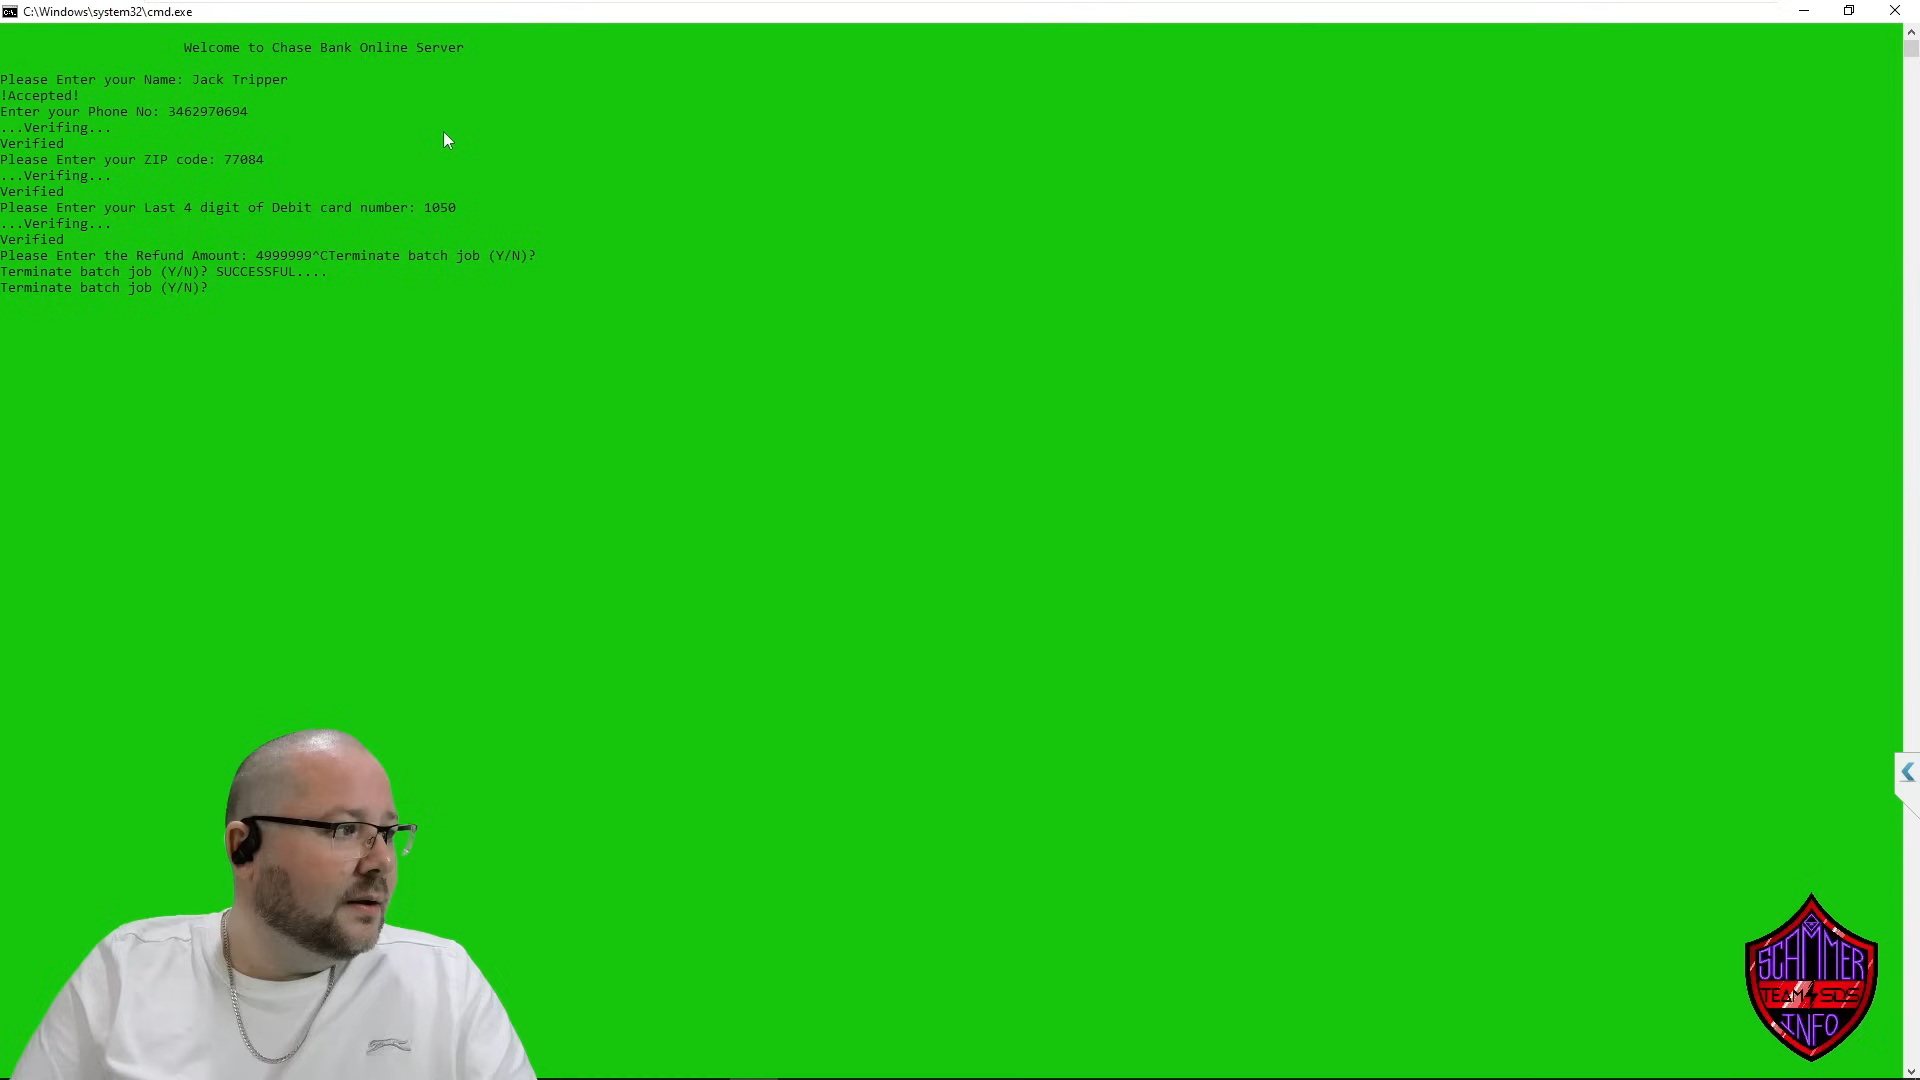 C:\Windows\system32\cmd.exe
Welcome to Chase Bank Online Server
Please Enter your Name: Jack Tripper
!Accepted!
Enter your Phone No: 3462970694
...Verifing...
Verified
Please Enter your ZIP code: 77084
...Verifing...
Verified
Please Enter your Last 4 digit of Debit card number: 1050
...Verifing...
Verified
Please Enter the Refund Amount: 4999999^CTerminate batch job (Y/N)?
Terminate batch job (Y/N)? SUCCESSFUL....
Terminate batch job (Y/N)?
SCAMMER
TEAM SDS
INFO